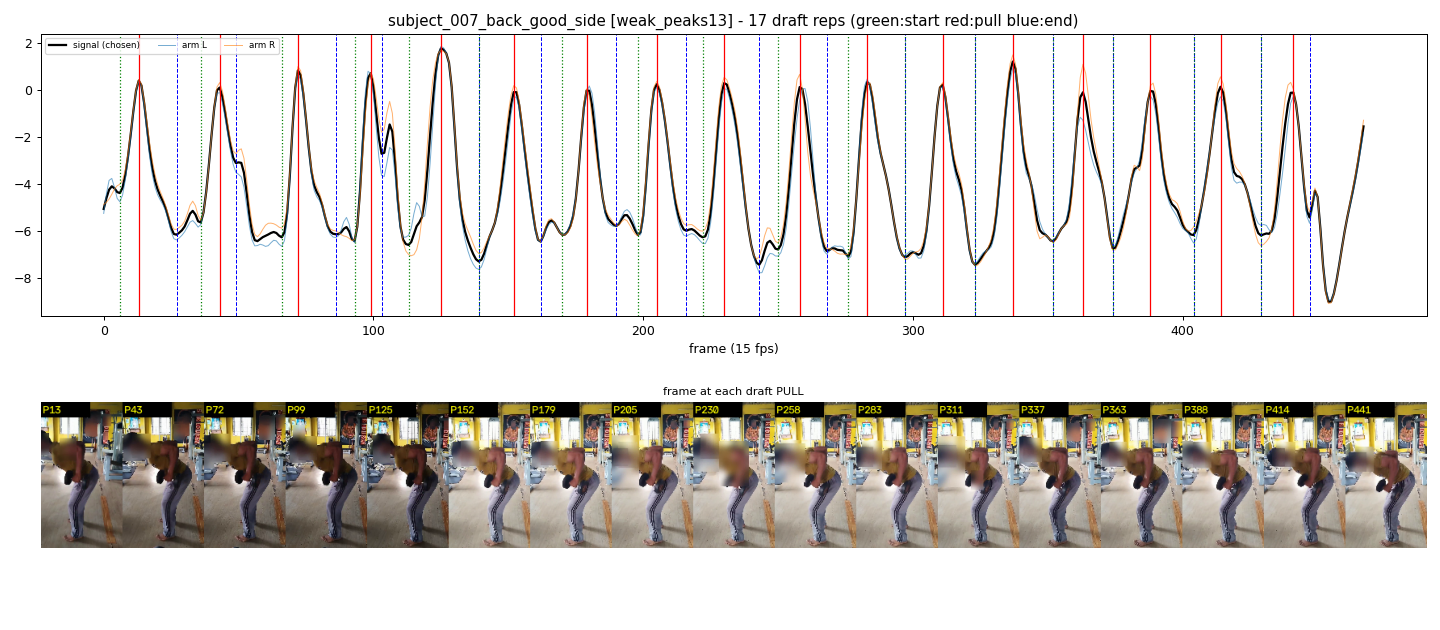 subject_007_back_good_side [weak_peaks13] - 17 draft reps (green:start red:pull blue:end)
signal (chosen) arm L arm R
2
0
−2
−4
−6
−8
0 100 200 300 400
frame (15 fps)
frame at each draft PULL
P13 P43 P72 P99 P125 P152 P179 P205 P230 P258 P283 P311 P337 P363 P388 P414 P441